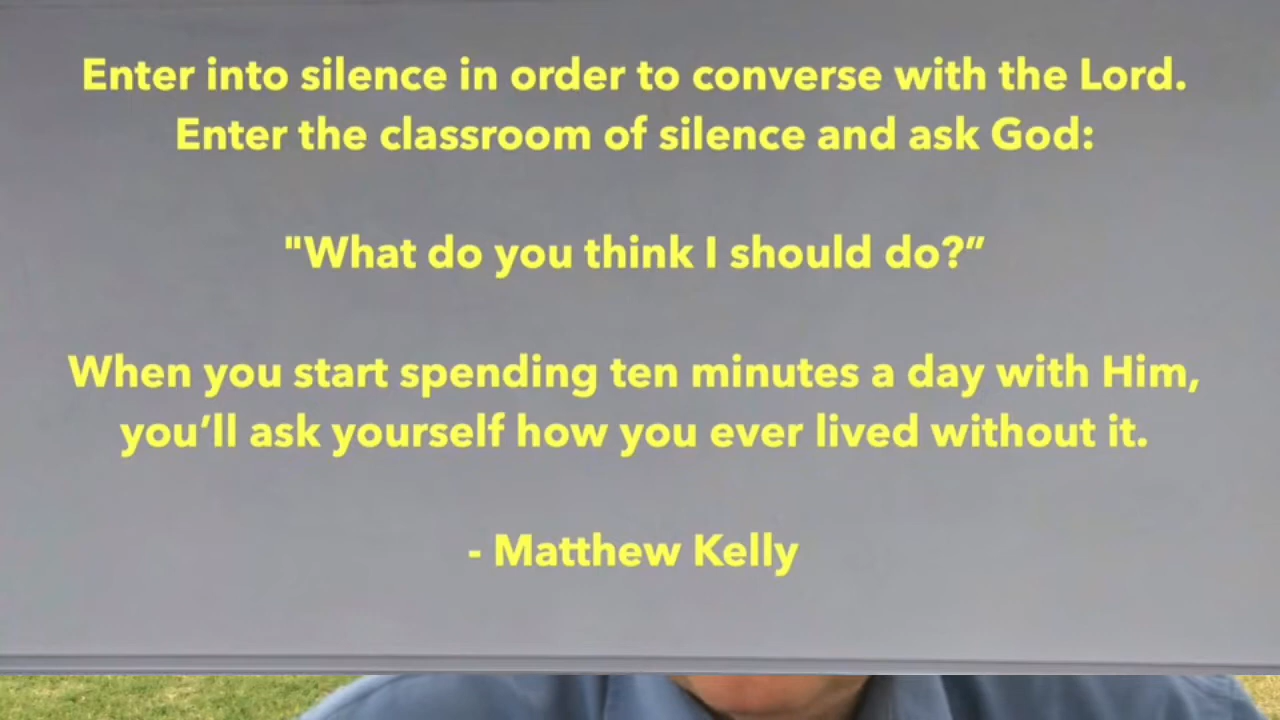 Enter into silence in order to converse with the Lord.
Enter the classroom of silence and ask God:
"What do you think I should do?”
When you start spending ten minutes a day with Him,
you’ll ask yourself how you ever lived without it.
- Matthew Kelly